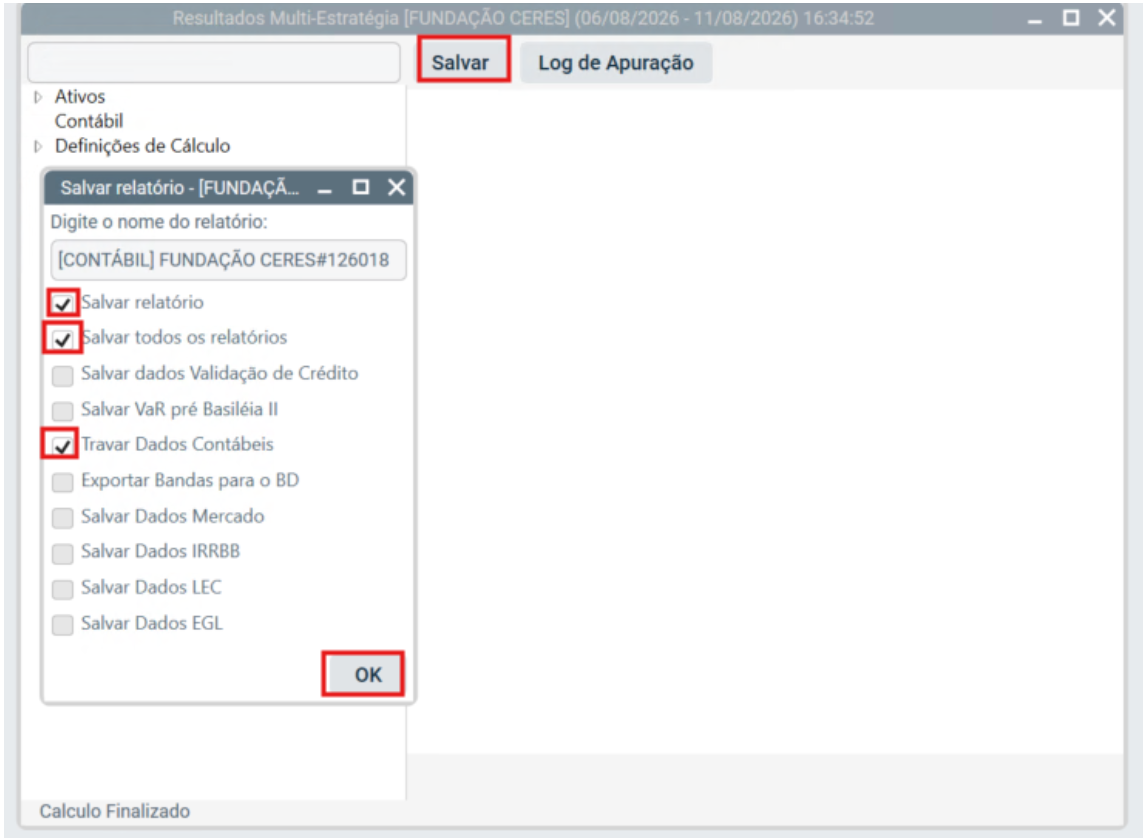 Resultados Multi-Estratégia [FUNDAÇÃO CERES] (06/08/2026 - 11/08/2026) 16:34:52
Salvar
Log de Apuração
Ativos
Contábil
Definições de Cálculo
Salvar relatório - [FUNDAÇÃ...
Digite o nome do relatório:
[CONTÁBIL] FUNDAÇÃO CERES#126018
Salvar relatório
Salvar todos os relatórios
Salvar dados Validação de Crédito
Salvar VaR pré Basiléia II
Travar Dados Contábeis
Exportar Bandas para o BD
Salvar Dados Mercado
Salvar Dados IRRBB
Salvar Dados LEC
Salvar Dados EGL
OK
Calculo Finalizado